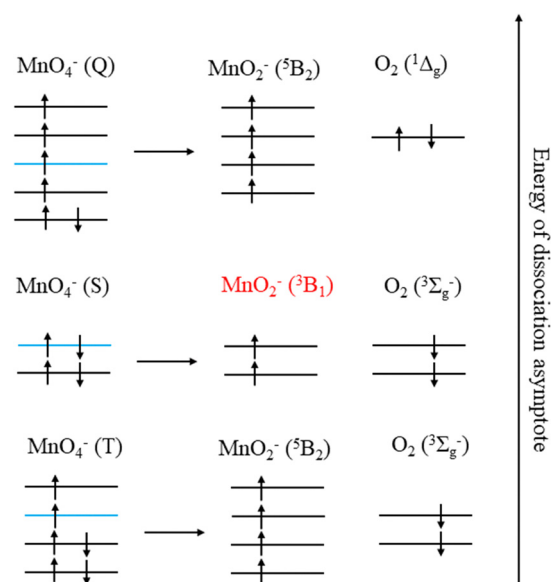 MnO₄⁻ (Q) MnO₂⁻ (⁵B₂) O₂ (¹Δg)
MnO₄⁻ (S) MnO₂⁻ (³B₁) O₂ (³Σg⁻)
MnO₄⁻ (T) MnO₂⁻ (⁵B₂) O₂ (³Σg⁻)
Energy of dissociation asymptote